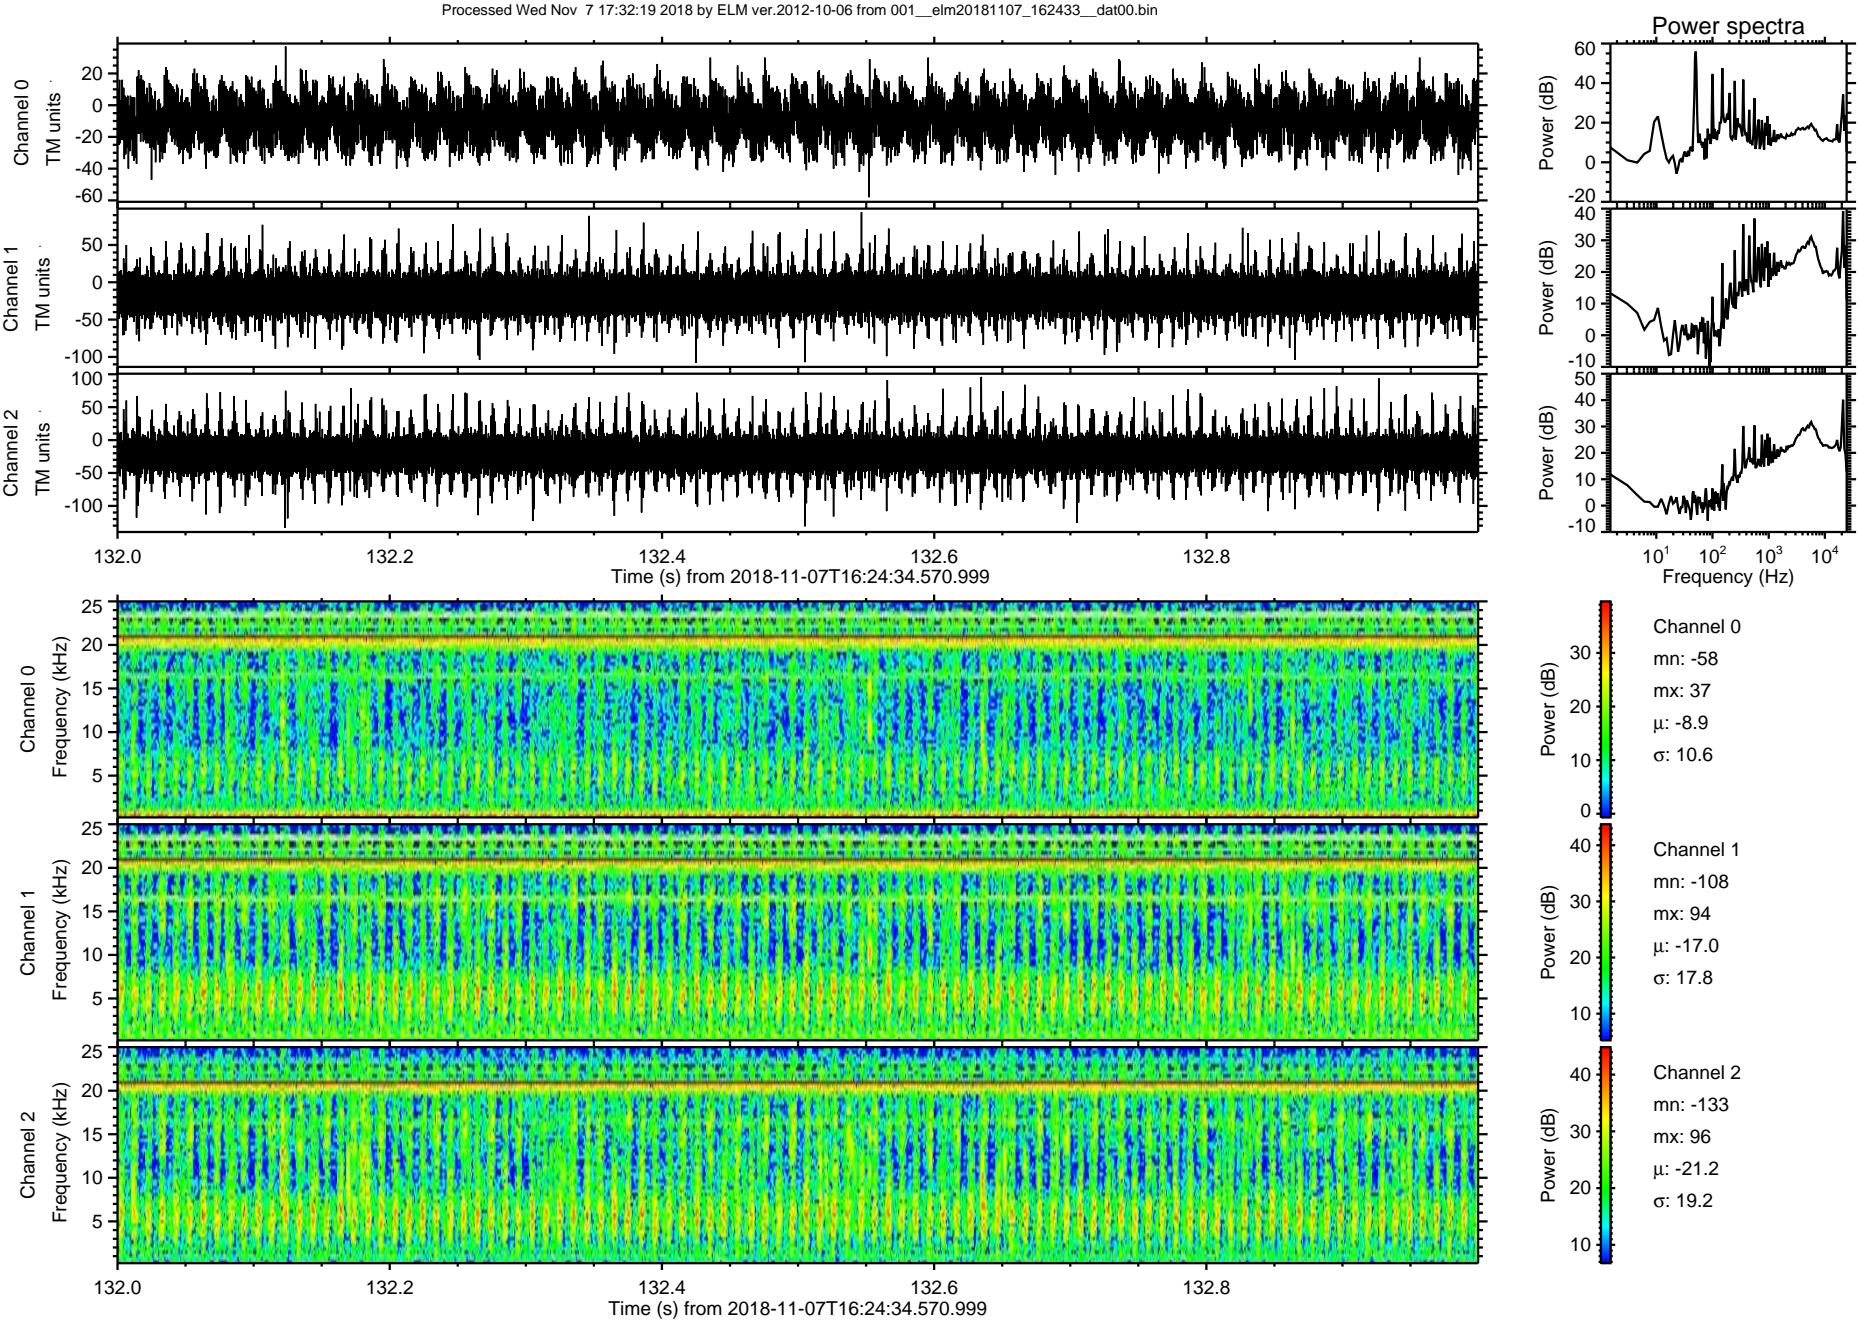 Processed Wed Nov 7 17:32:19 2018 by ELM ver.2012-10-06 from 001__elm20181107_162433__dat00.bin
Power spectra
Channel 0
TM units
20
0
-20
-40
-60
Power (dB)
60
40
20
0
-20
Channel 1
TM units
50
0
-50
-100
Power (dB)
40
30
20
10
0
-10
Channel 2
TM units
100
50
0
-50
-100
Power (dB)
50
40
30
20
10
0
-10
132.0 132.2 132.4 132.6 132.8
Time (s) from 2018-11-07T16:24:34.570.999
10¹ 10² 10³ 10⁴
Frequency (Hz)
Channel 0
Frequency (kHz)
25
20
15
10
5
Power (dB)
30
20
10
0
Channel 0
mn: -58
mx: 37
μ: -8.9
σ: 10.6
Channel 1
Frequency (kHz)
25
20
15
10
5
Power (dB)
40
30
20
10
Channel 1
mn: -108
mx: 94
μ: -17.0
σ: 17.8
Channel 2
Frequency (kHz)
25
20
15
10
5
Power (dB)
40
30
20
10
Channel 2
mn: -133
mx: 96
μ: -21.2
σ: 19.2
132.0 132.2 132.4 132.6 132.8
Time (s) from 2018-11-07T16:24:34.570.999